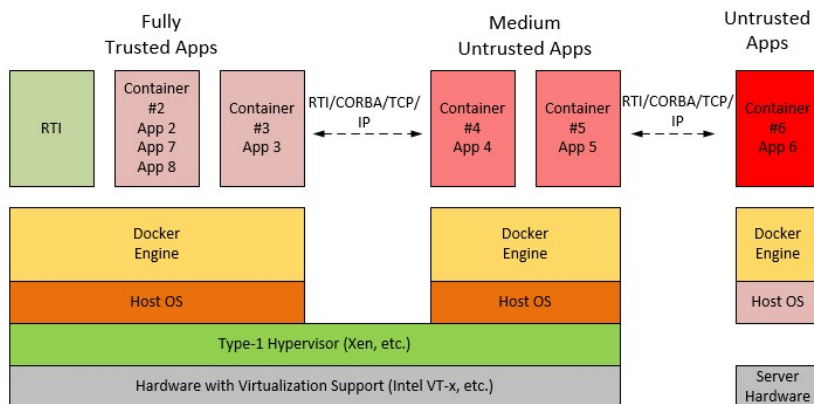 Fully
Trusted Apps
Medium
Untrusted Apps
Untrusted
Apps
RTI
Container
#2
App 2
App 7
App 8
Container
#3
App 3
RTI/CORBA/TCP/
IP
Container
#4
App 4
Container
#5
App 5
RTI/CORBA/TCP/
IP
Container
#6
App 6
Docker
Engine
Docker
Engine
Docker
Engine
Host OS
Host OS
Host OS
Type-1 Hypervisor (Xen, etc.)
Hardware with Virtualization Support (Intel VT-x, etc.)
Server
Hardware